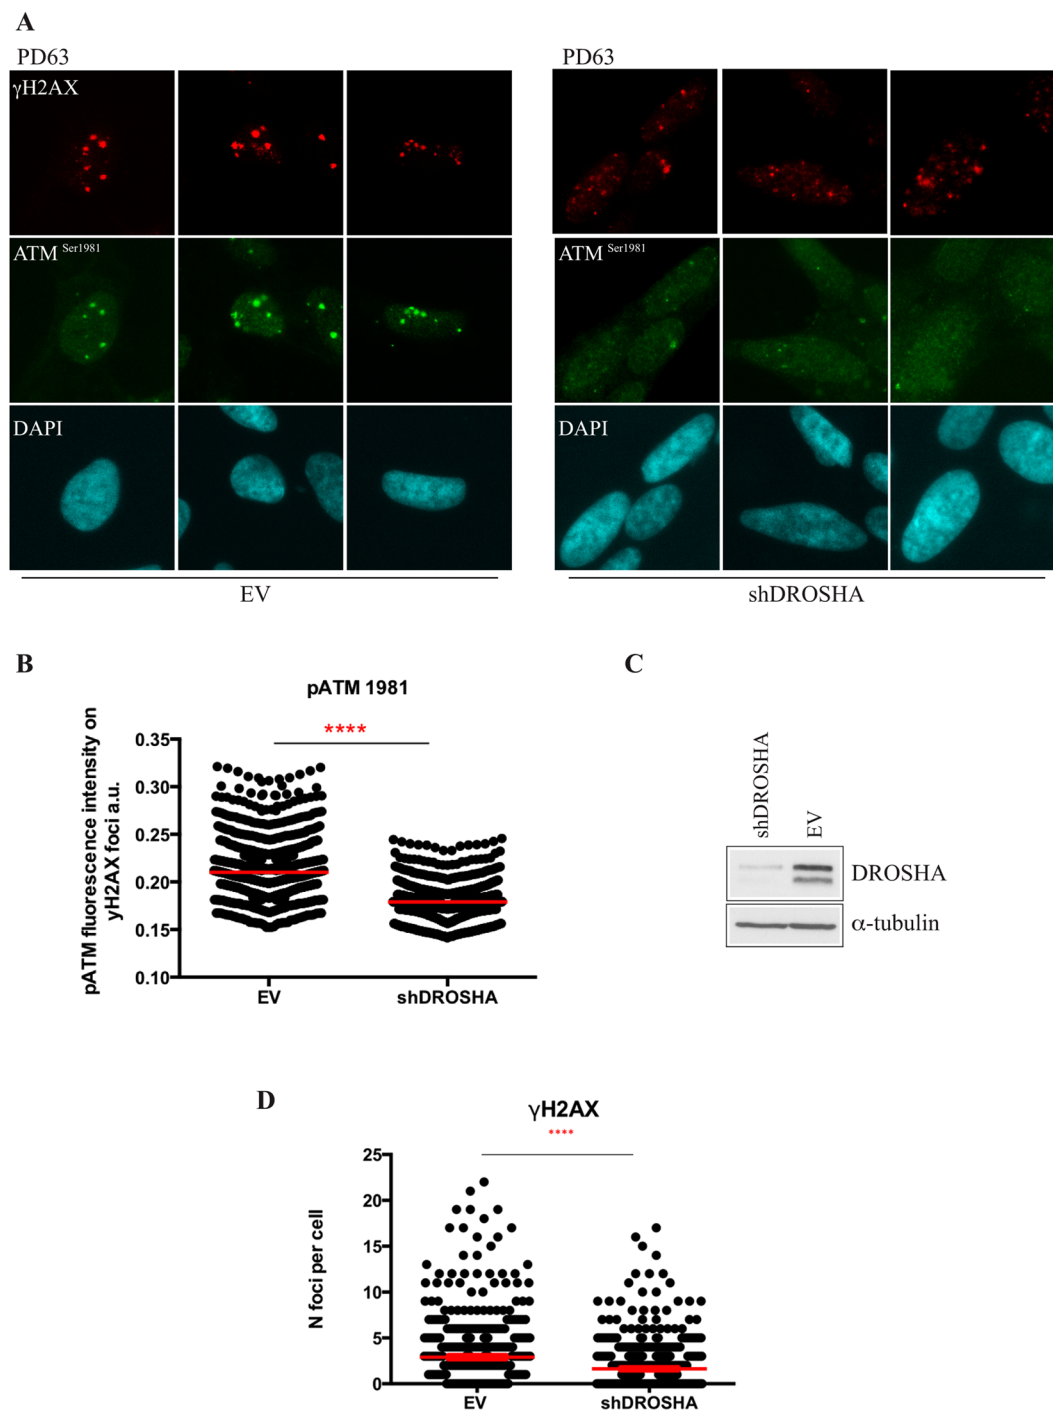 A
PD63
PD63
γH2AX
ATM Ser1981
ATM Ser1981
DAPI
DAPI
EV
shDROSHA
B
C
pATM 1981
****
pATM fluorescence intensity on
yH2AX foci a.u.
0.35
0.30
0.25
0.20
0.15
0.10
EV
shDROSHA
shDROSHA
EV
DROSHA
α-tubulin
D
γH2AX
****
N foci per cell
25
20
15
10
5
0
EV
shDROSHA